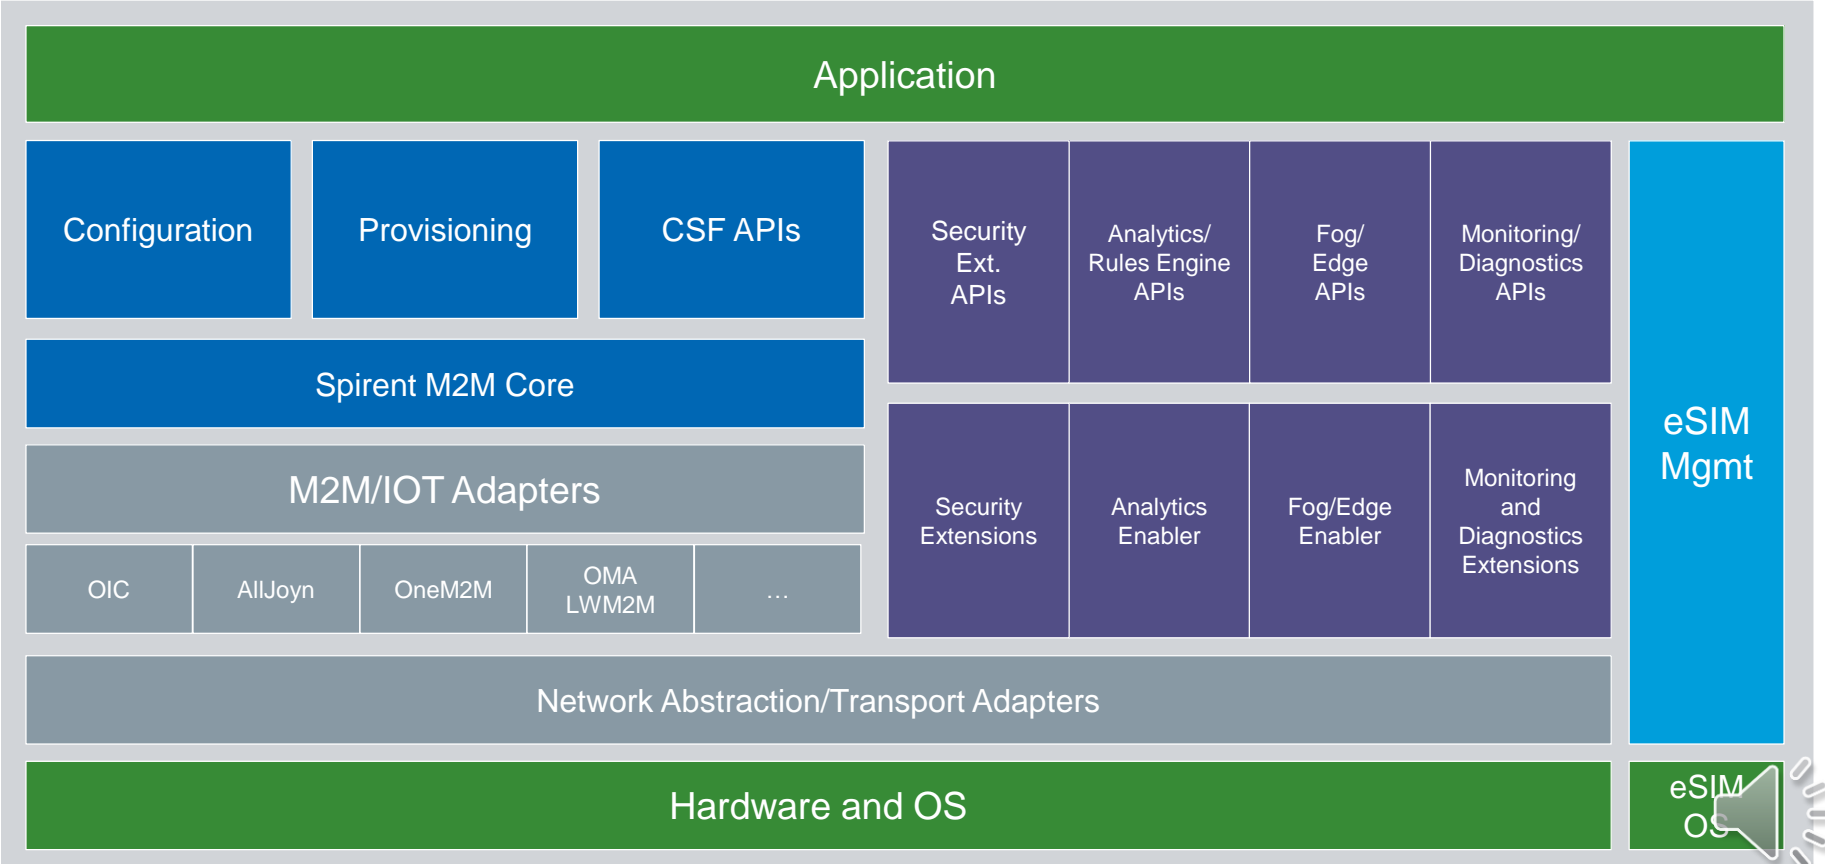 Application
Configuration
Provisioning
CSF APIs
Security
Ext.
APIs
Analytics/
Rules Engine
APIs
Fog/
Edge
APIs
Monitoring/
Diagnostics
APIs
eSIM
Mgmt
Spirent M2M Core
M2M/IOT Adapters
OIC
AllJoyn
OneM2M
OMA
LWM2M
…
Security
Extensions
Analytics
Enabler
Fog/Edge
Enabler
Monitoring
and
Diagnostics
Extensions
Network Abstraction/Transport Adapters
Hardware and OS
eSIM
OS